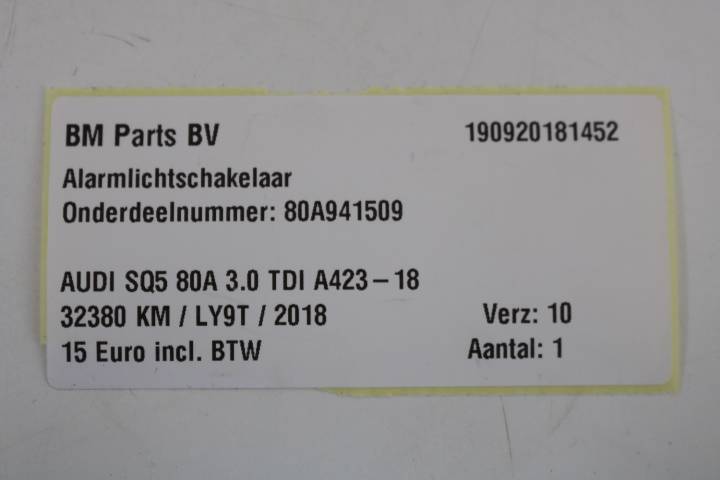 BM Parts BV 190920181452
Alarmlichtschakelaar
Onderdeelnummer: 80A941509
AUDI SQ5 80A 3.0 TDI A423-18
32380 KM / LY9T / 2018 Verz: 10
15 Euro incl. BTW Aantal: 1